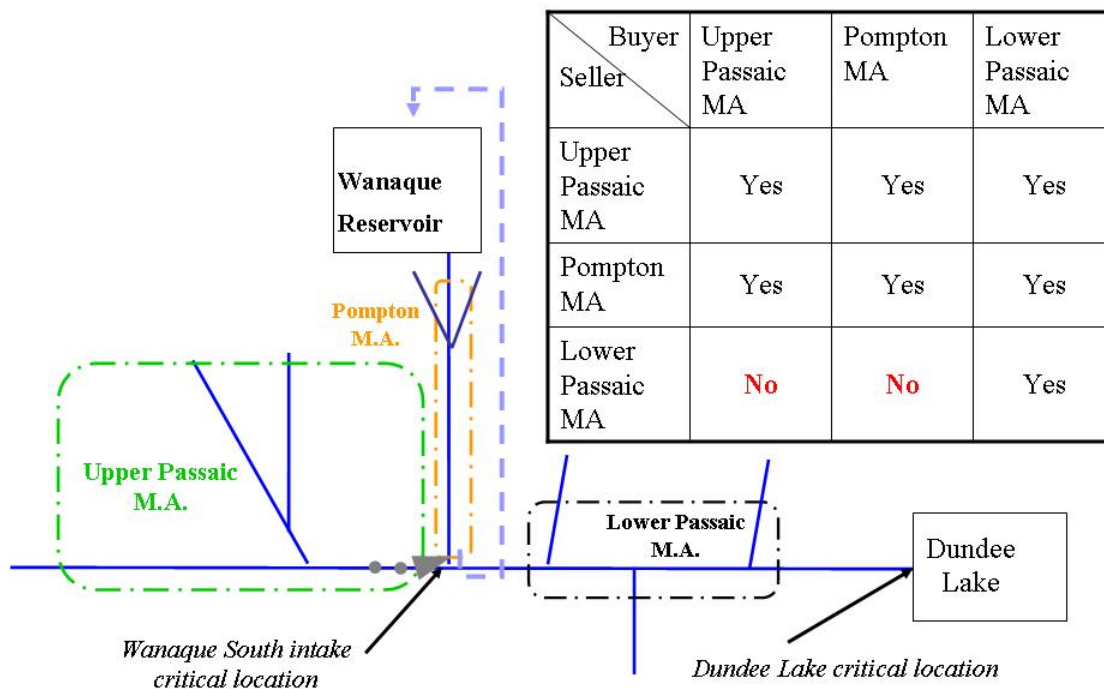 Buyer
Seller
Upper
Passaic
MA
Pompton
MA
Lower
Passaic
MA
Upper
Passaic
MA
Yes
Yes
Yes
Pompton
MA
Yes
Yes
Yes
Lower
Passaic
MA
No
No
Yes
Wanaque
Reservoir
Pompton
M.A.
Upper Passaic
M.A.
Lower Passaic
M.A.
Dundee
Lake
Wanaque South intake
critical location
Dundee Lake critical location